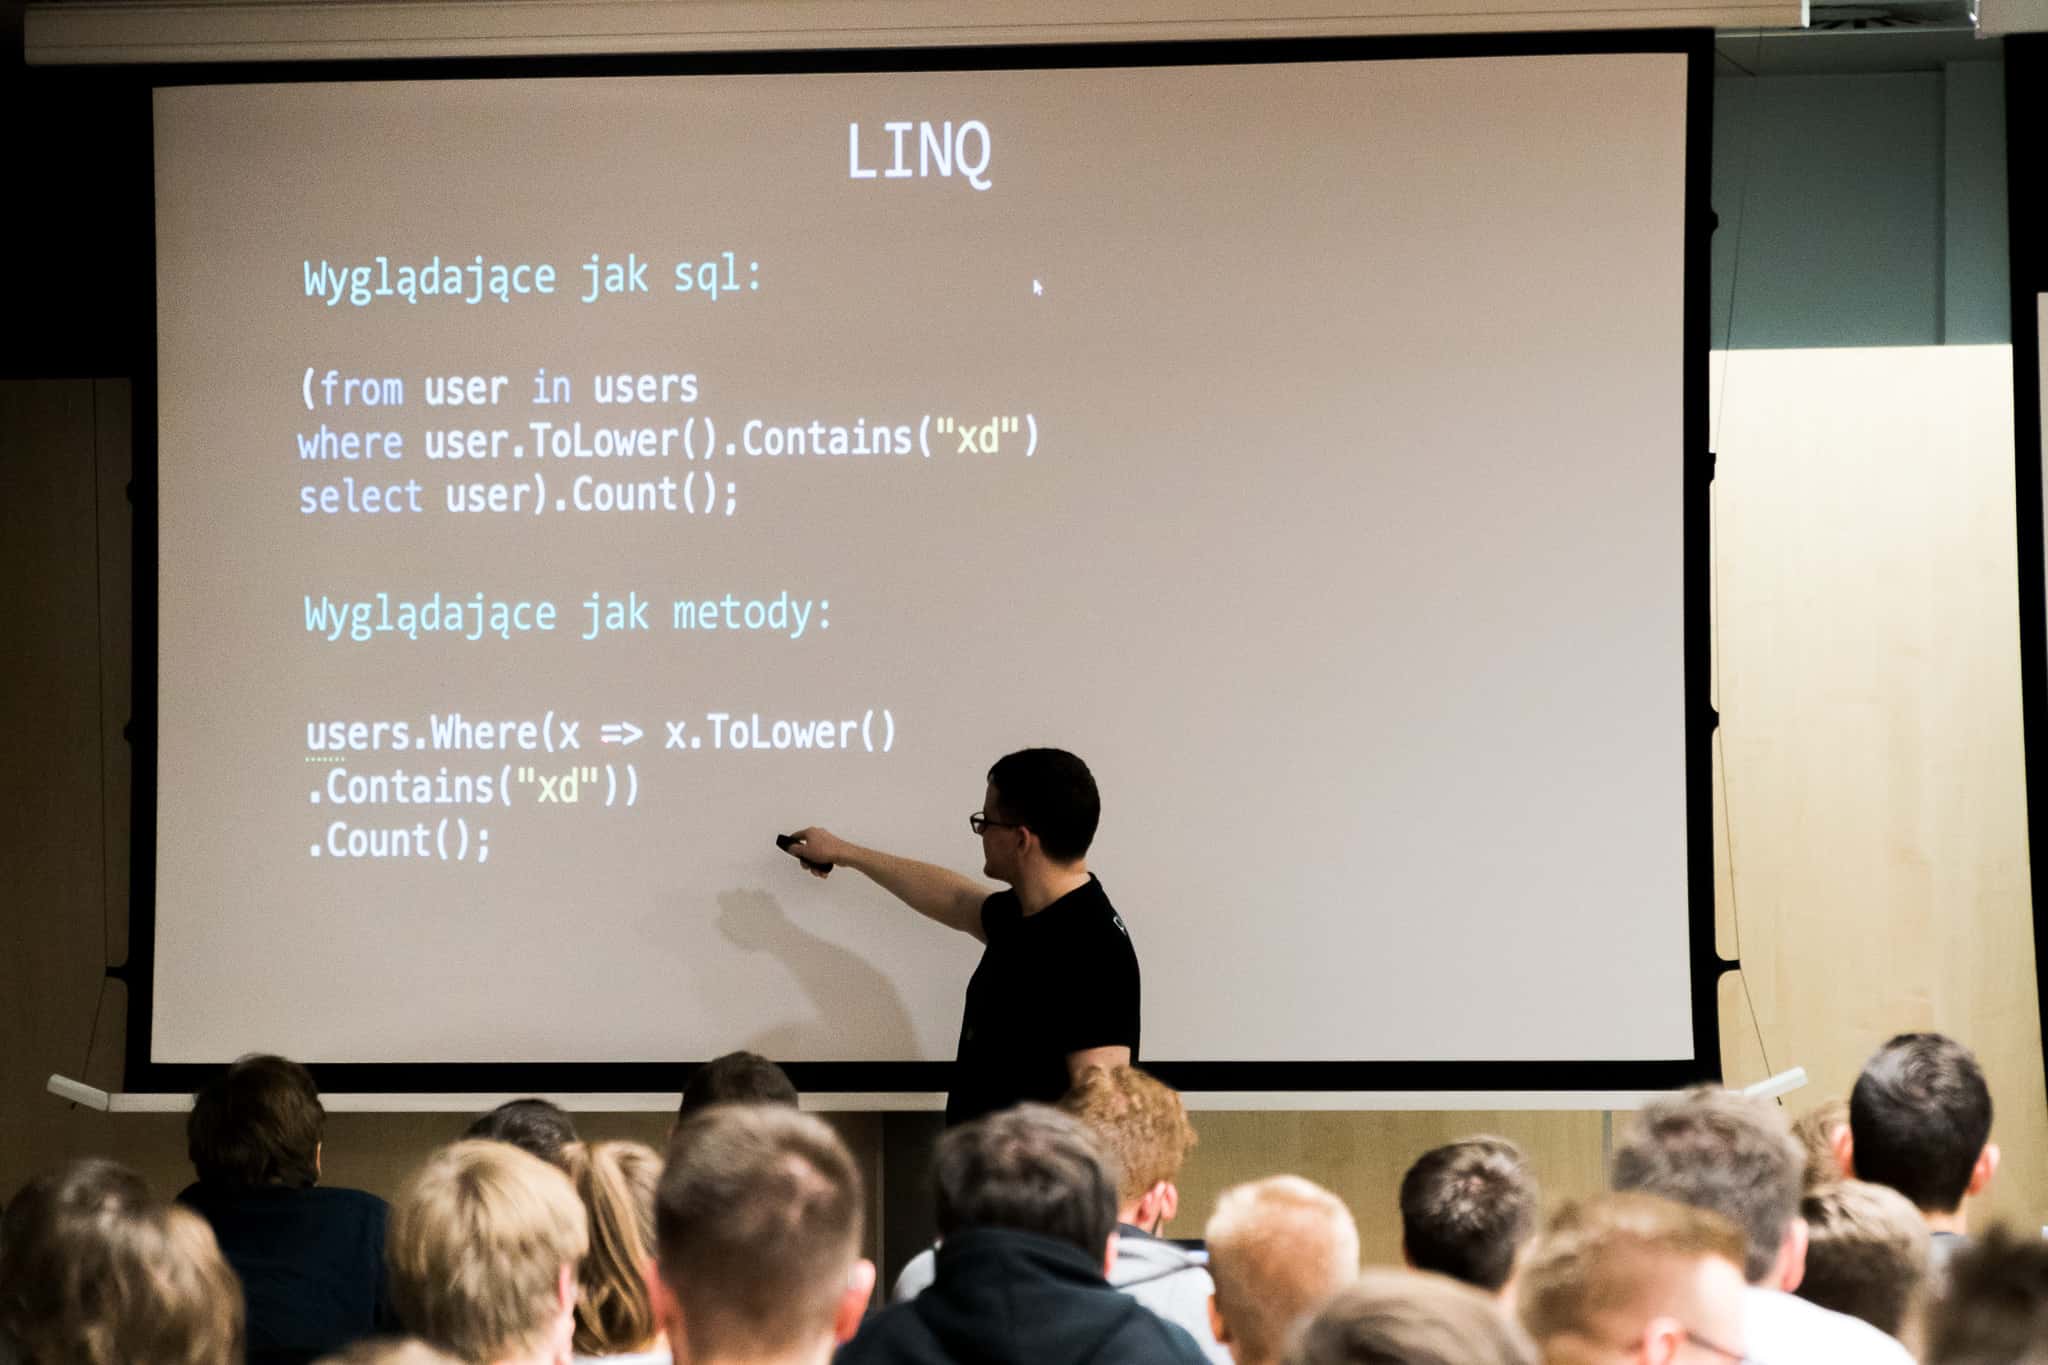 LINQ
Wyglądające jak sql:
(from user in users
where user.ToLower().Contains("xd")
select user).Count();
Wyglądające jak metody:
users.Where(x => x.ToLower()
.Contains("xd"))
.Count();